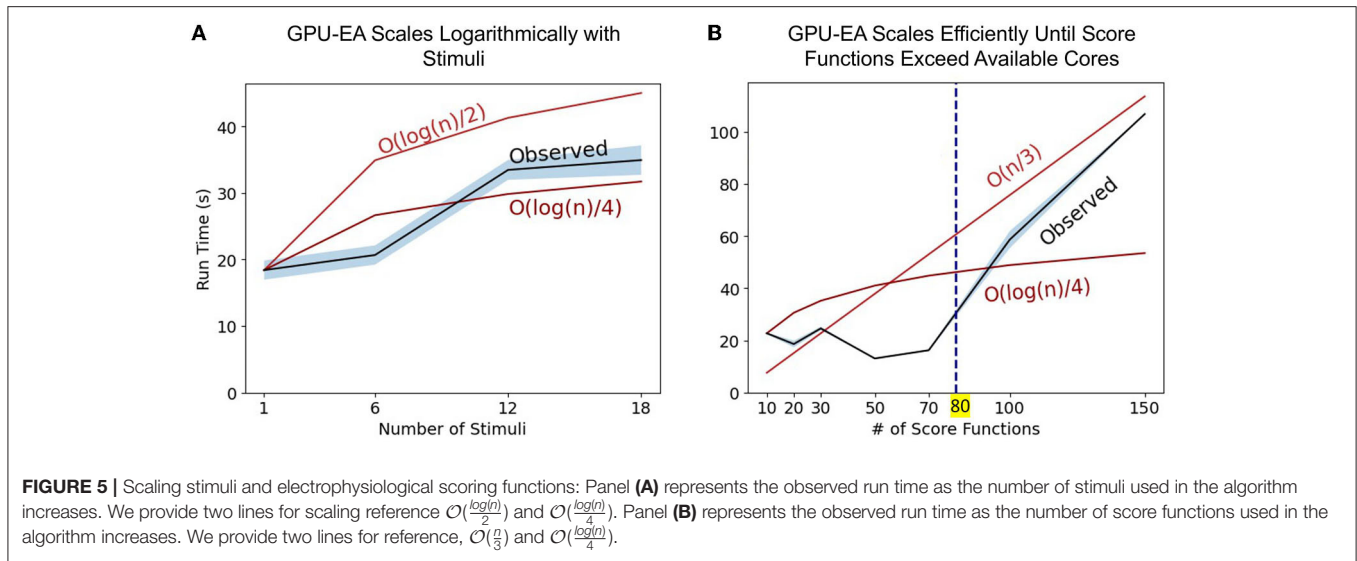 A
GPU-EA Scales Logarithmically with
Stimuli
Run Time (s)
40
30
20
10
0
O(log(n)/2)
Observed
O(log(n)/4)
1 6 12 18
Number of Stimuli
B
GPU-EA Scales Efficiently Until Score
Functions Exceed Available Cores
100
80
60
40
20
0
O(n/3)
Observed
O(log(n)/4)
10 20 30 50 70 80 100 150
# of Score Functions
FIGURE 5 | Scaling stimuli and electrophysiological scoring functions: Panel (A) represents the observed run time as the number of stimuli used in the algorithm
increases. We provide two lines for scaling reference 𝒪(log(n)/2) and 𝒪(log(n)/4). Panel (B) represents the observed run time as the number of score functions used in the
algorithm increases. We provide two lines for reference, 𝒪(n/3) and 𝒪(log(n)/4).